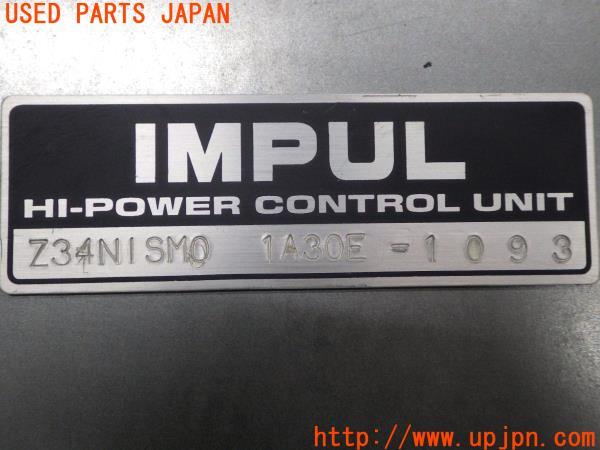 USED PARTS JAPAN
IMPUL
HI-POWER CONTROL UNIT
Z34NISMO 1A30E-1093
http://www.upjpn.com/